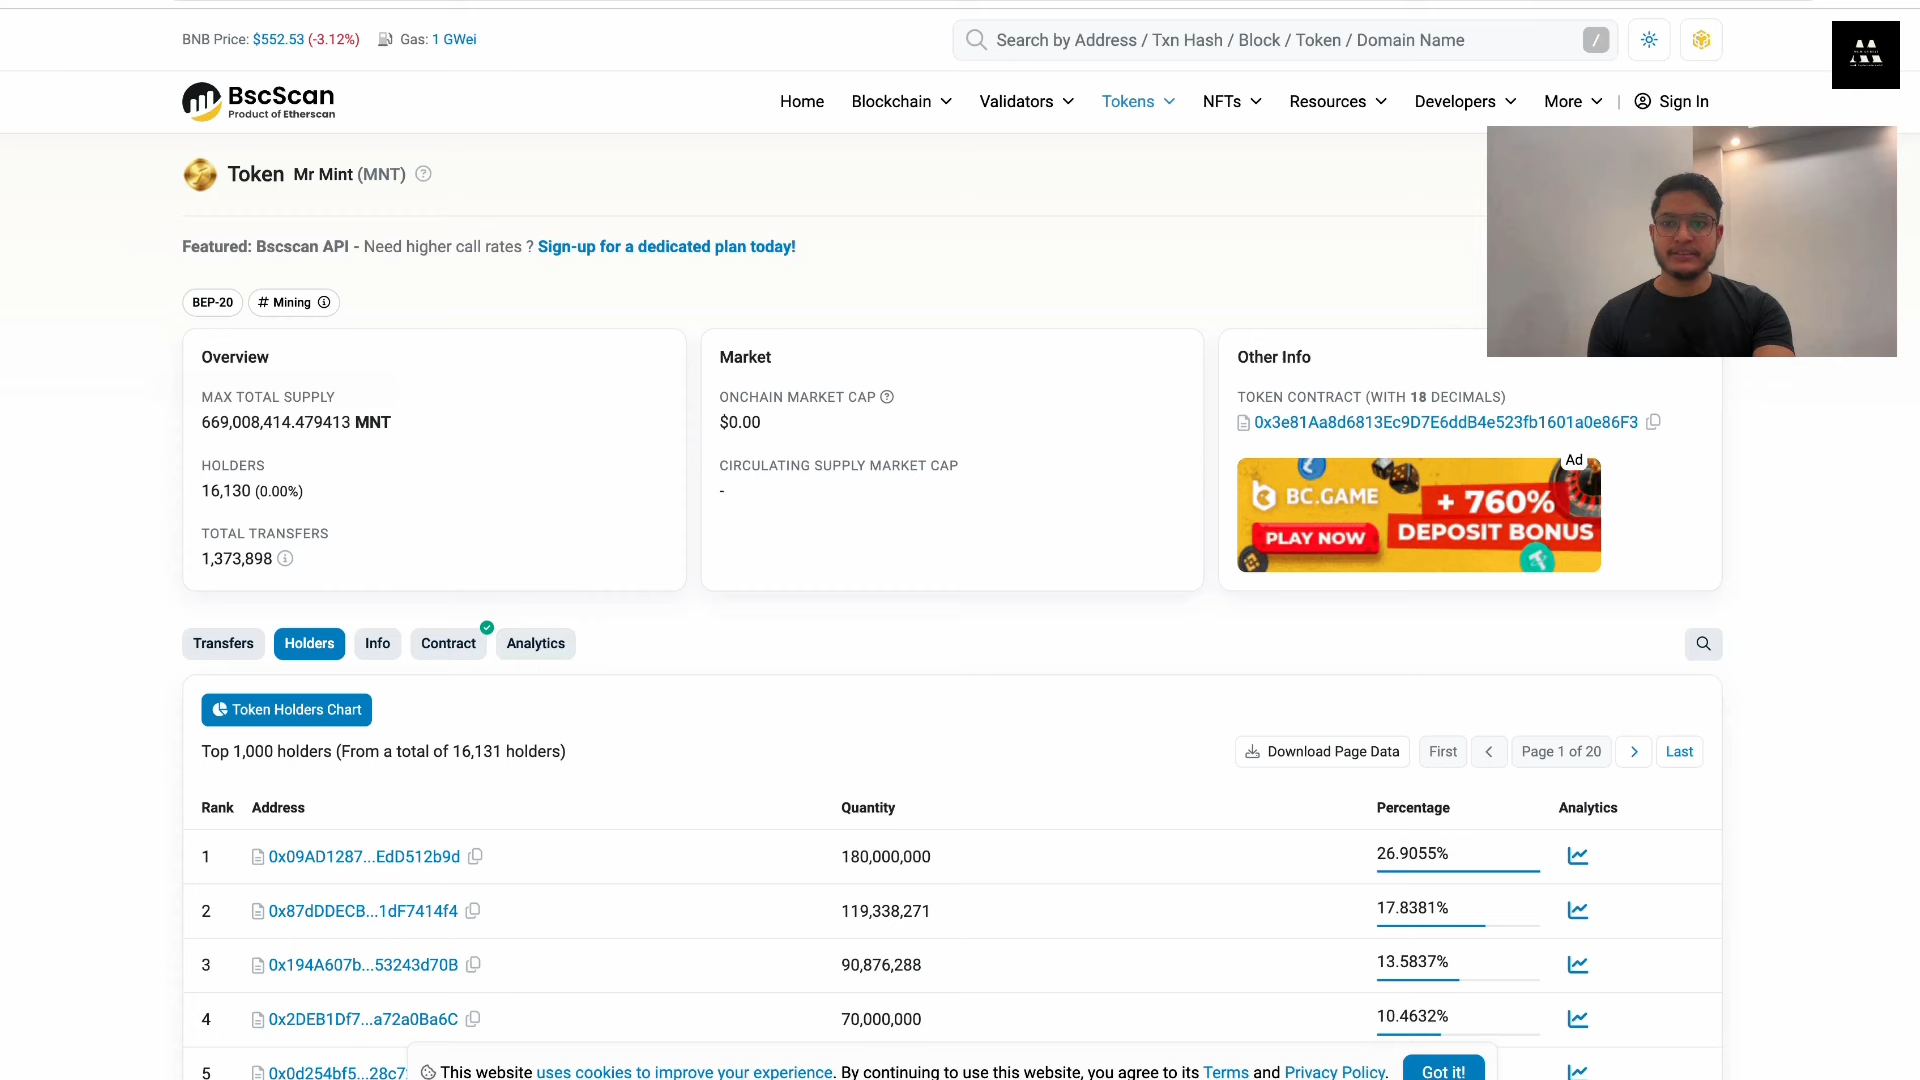 BNB Price: $552.53 (-3.12%) Gas: 1 GWei
Search by Address / Txn Hash / Block / Token / Domain Name /
BscScan
Product of Etherscan
Home Blockchain Validators Tokens NFTs Resources Developers More | Sign In
Token Mr Mint (MNT)
Featured: Bscscan API - Need higher call rates ? Sign-up for a dedicated plan today!
BEP-20 # Mining
Overview
MAX TOTAL SUPPLY
669,008,414.479413 MNT
HOLDERS
16,130 (0.00%)
TOTAL TRANSFERS
1,373,898
Market
ONCHAIN MARKET CAP
$0.00
CIRCULATING SUPPLY MARKET CAP
-
Other Info
TOKEN CONTRACT (WITH 18 DECIMALS)
0x3e81Aa8d6813Ec9D7E6ddB4e523fb1601a0e86F3
Ad
BC.GAME
PLAY NOW
+ 760%
DEPOSIT BONUS
Transfers Holders Info Contract Analytics
Token Holders Chart
Top 1,000 holders (From a total of 16,131 holders)
Download Page Data First Page 1 of 20 Last
Rank Address Quantity Percentage Analytics
1 0x09AD1287...EdD512b9d 180,000,000 26.9055%
2 0x87dDDECB...1dF7414f4 119,338,271 17.8381%
3 0x194A607b...53243d70B 90,876,288 13.5837%
4 0x2DEB1Df7...a72a0Ba6C 70,000,000 10.4632%
5 0x0d254bf5...28c7
This website uses cookies to improve your experience. By continuing to use this website, you agree to its Terms and Privacy Policy. Got it!